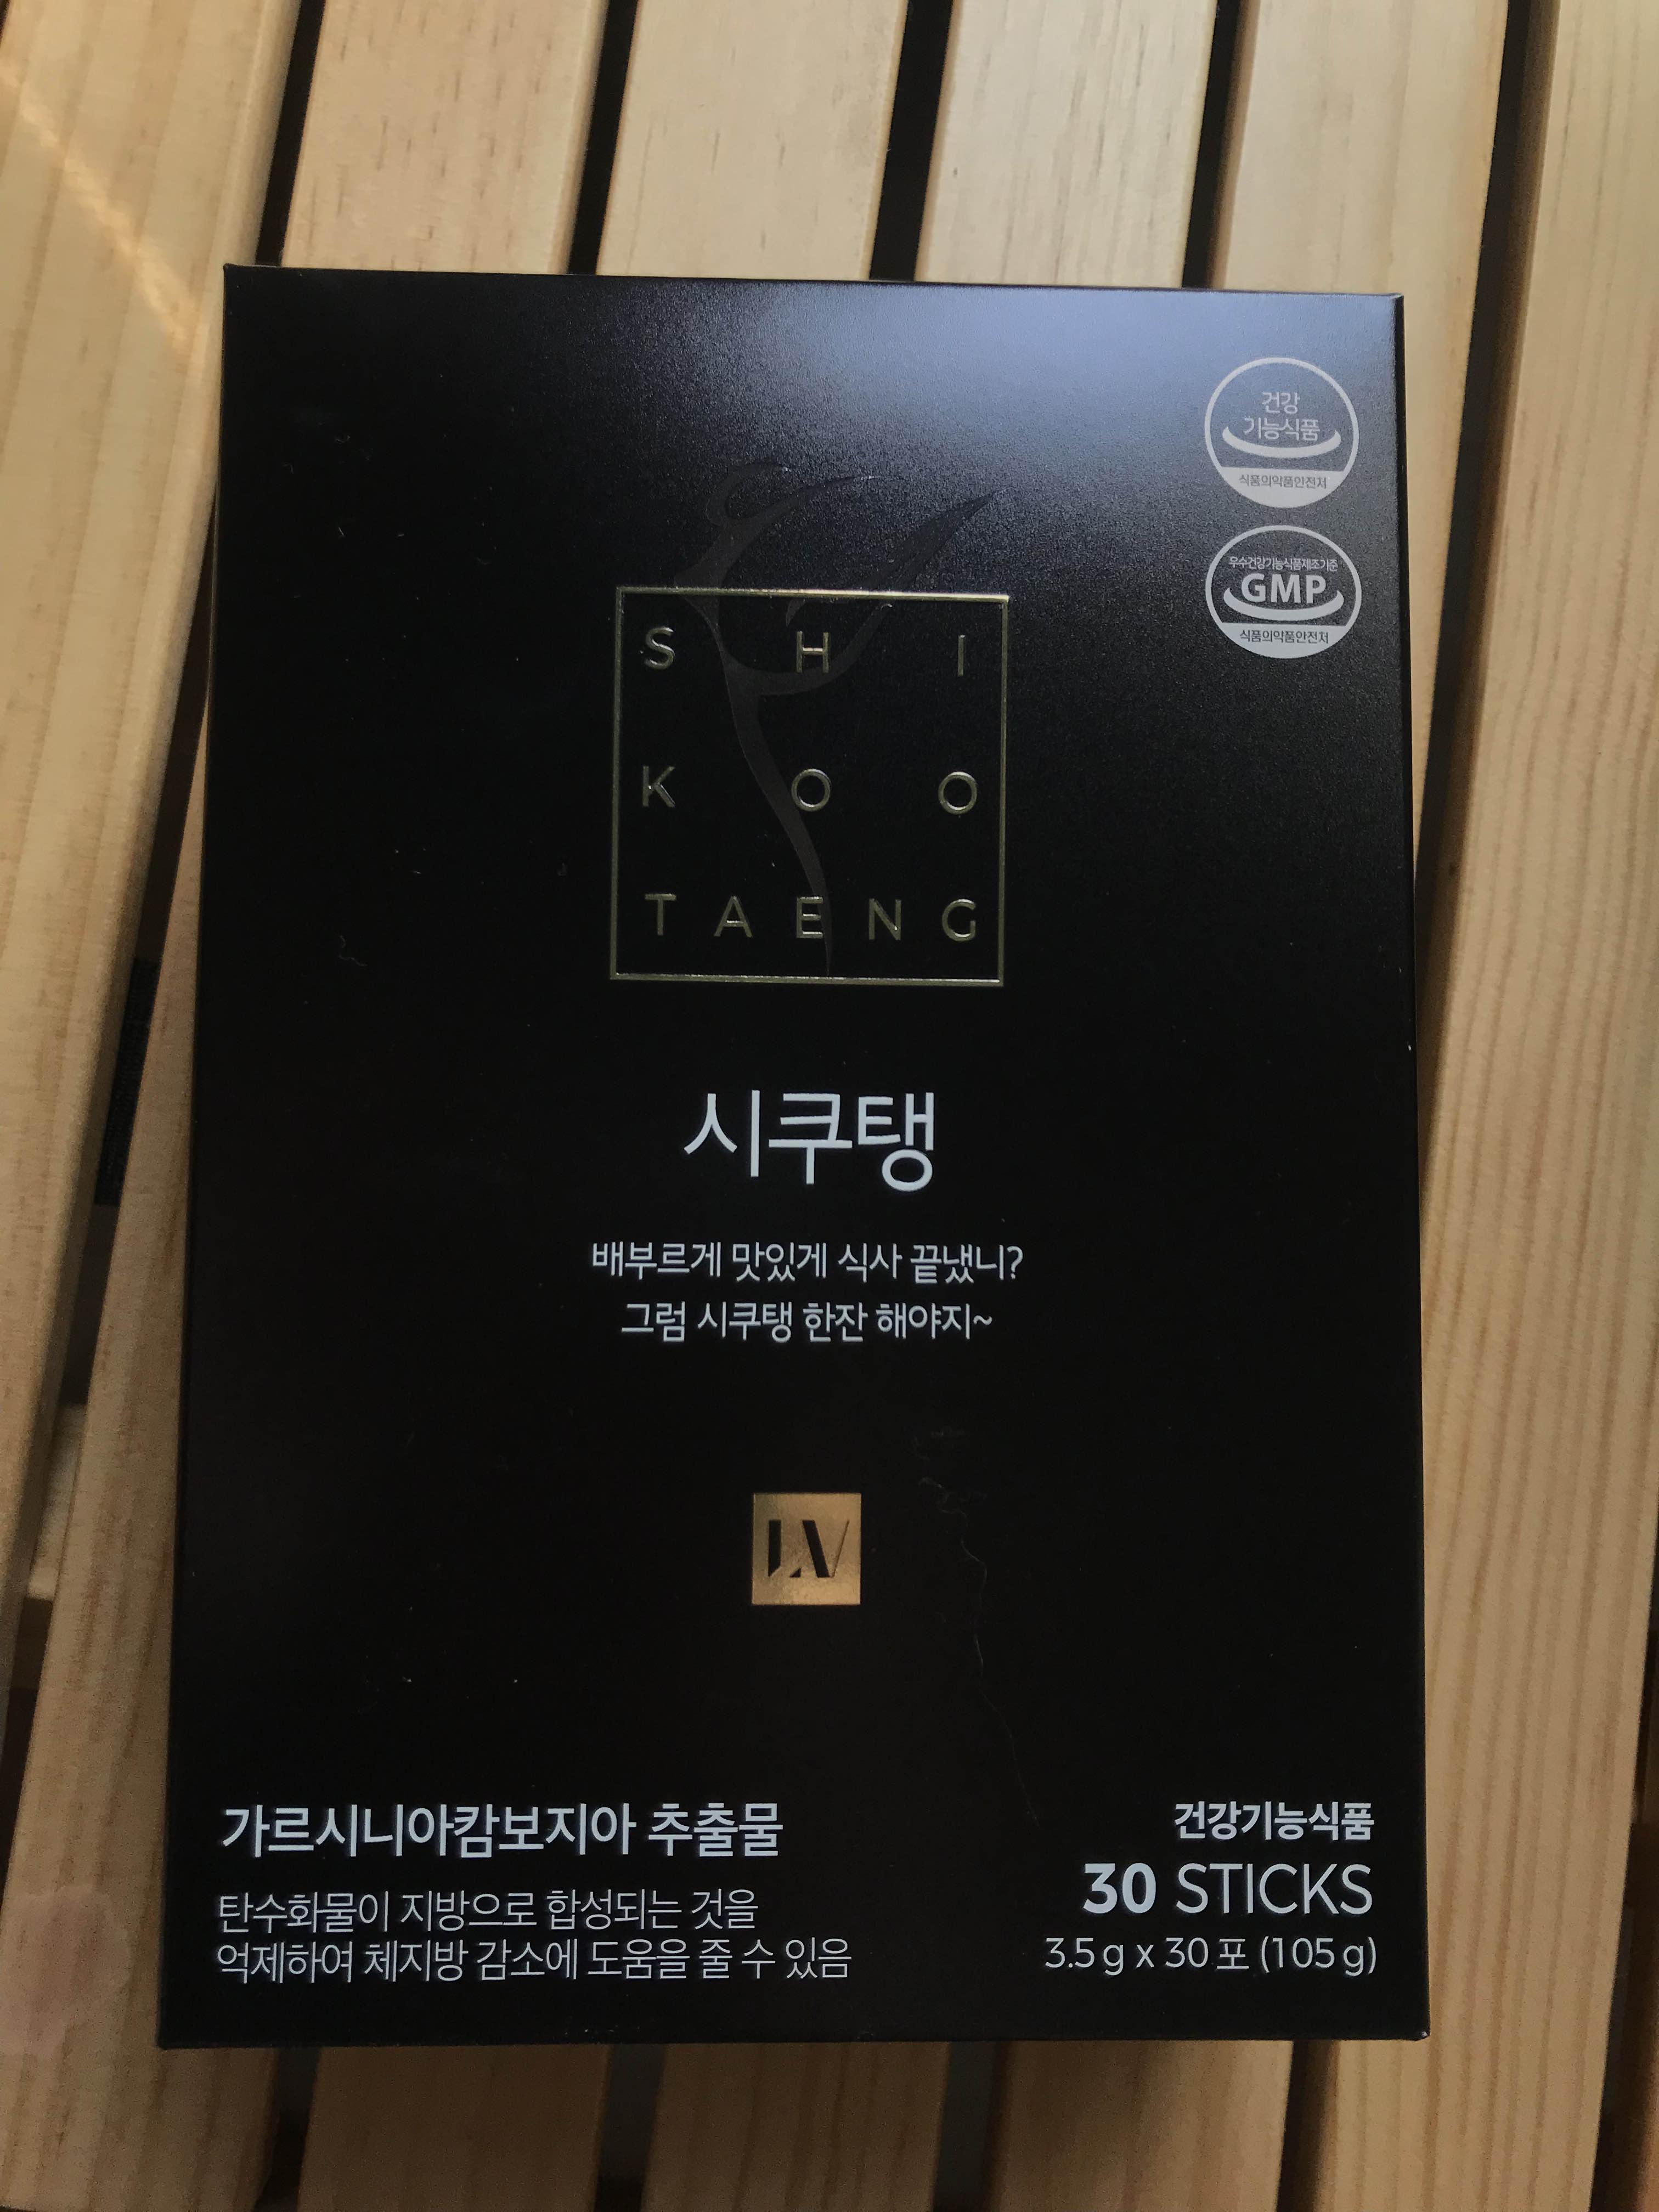 건강
기능식품
식품의약품안전처
우수건강기능식품제조기준
GMP
식품의약품안전처
S H I
K O O
T A E N G
시쿠탱
배부르게 맛있게 식사 끝냈니?
그럼 시쿠탱 한잔 해야지~
가르시니아캄보지아 추출물
탄수화물이 지방으로 합성되는 것을
억제하여 체지방 감소에 도움을 줄 수 있음
건강기능식품
30 STICKS
3.5 g x 30 포 (105 g)